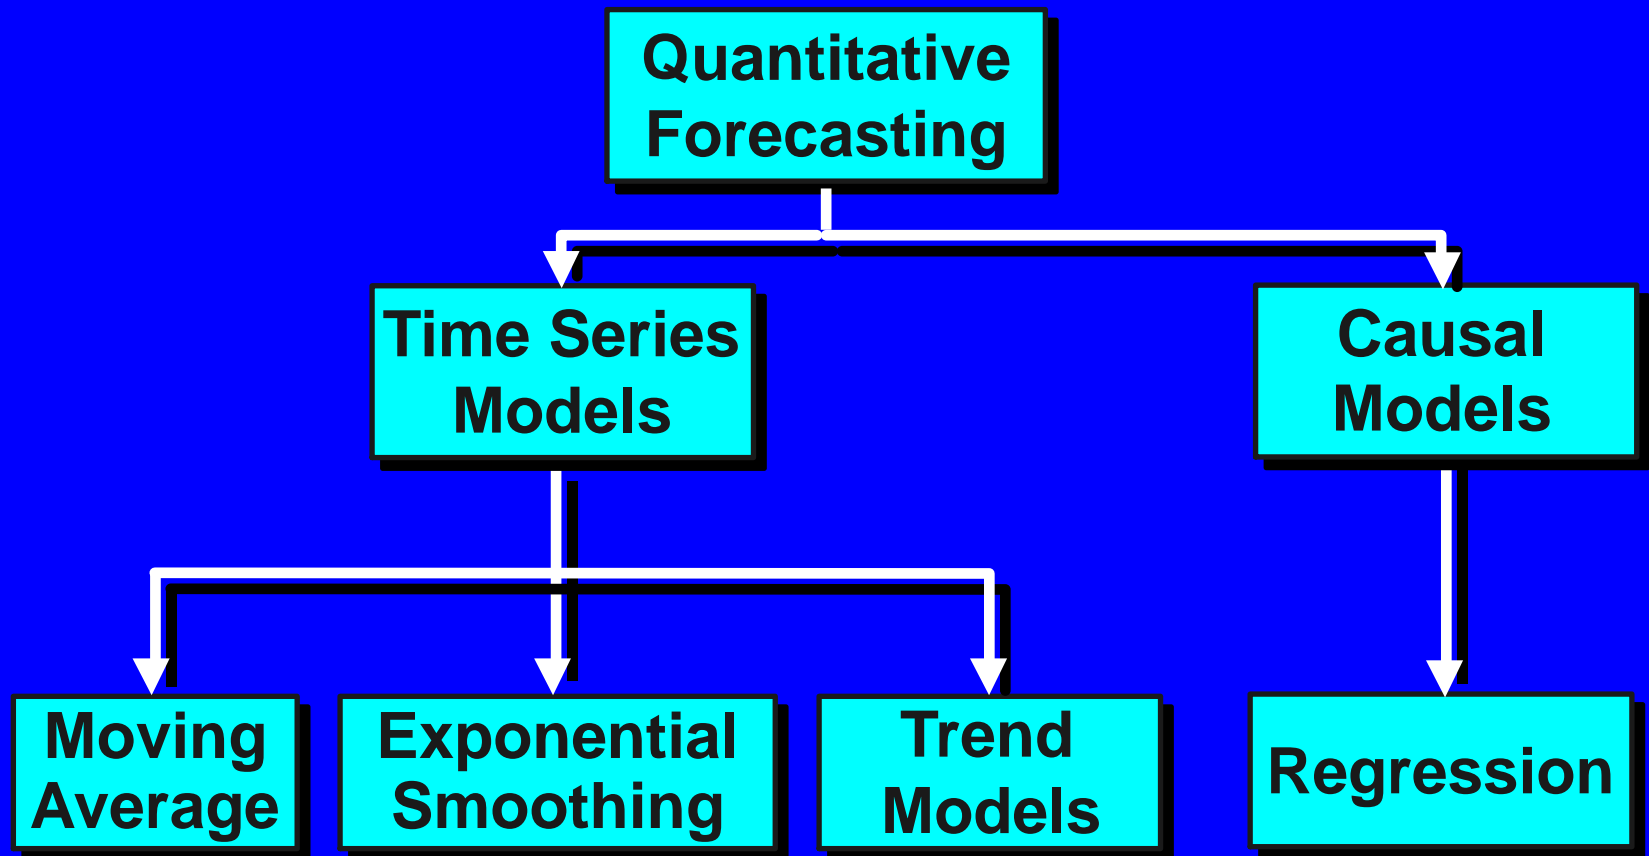 Quantitative
Forecasting
Time Series
Models
Causal
Models
Moving
Average
Exponential
Smoothing
Trend
Models
Regression